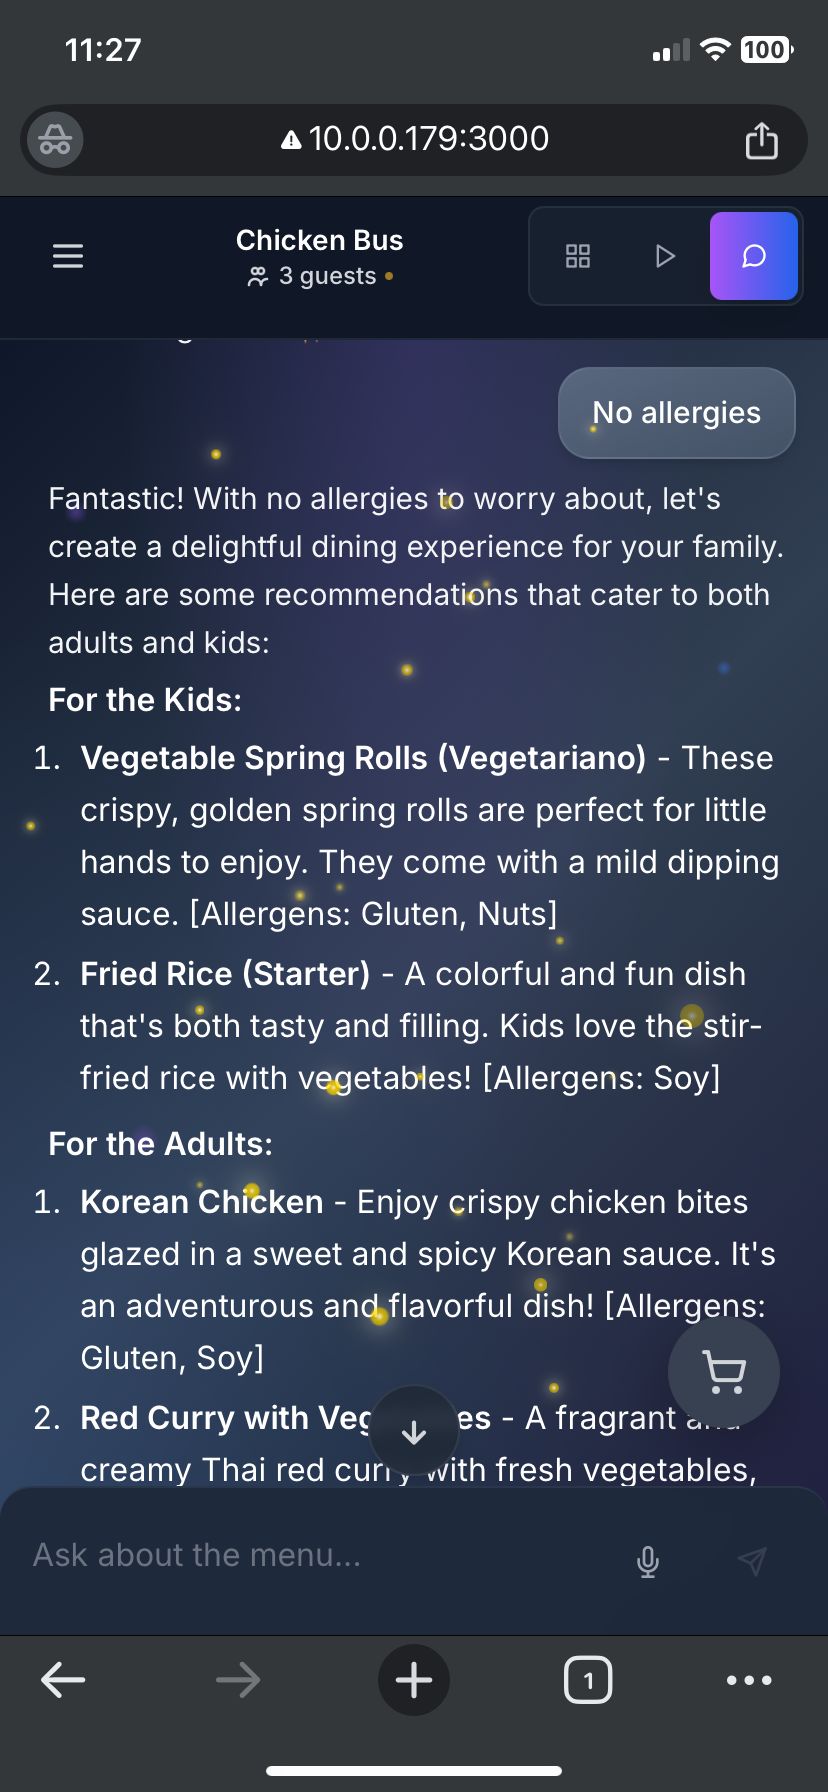 11:27
100
10.0.0.179:3000
Chicken Bus
3 guests
No allergies
Fantastic! With no allergies to worry about, let's
create a delightful dining experience for your family.
Here are some recommendations that cater to both
adults and kids:
For the Kids:
1. Vegetable Spring Rolls (Vegetariano) - These
crispy, golden spring rolls are perfect for little
hands to enjoy. They come with a mild dipping
sauce. [Allergens: Gluten, Nuts]
2. Fried Rice (Starter) - A colorful and fun dish
that's both tasty and filling. Kids love the stir-
fried rice with vegetables! [Allergens: Soy]
For the Adults:
1. Korean Chicken - Enjoy crispy chicken bites
glazed in a sweet and spicy Korean sauce. It's
an adventurous and flavorful dish! [Allergens:
Gluten, Soy]
2. Red Curry with Vegetables - A fragrant and
creamy Thai red curry with fresh vegetables,
Ask about the menu...
1